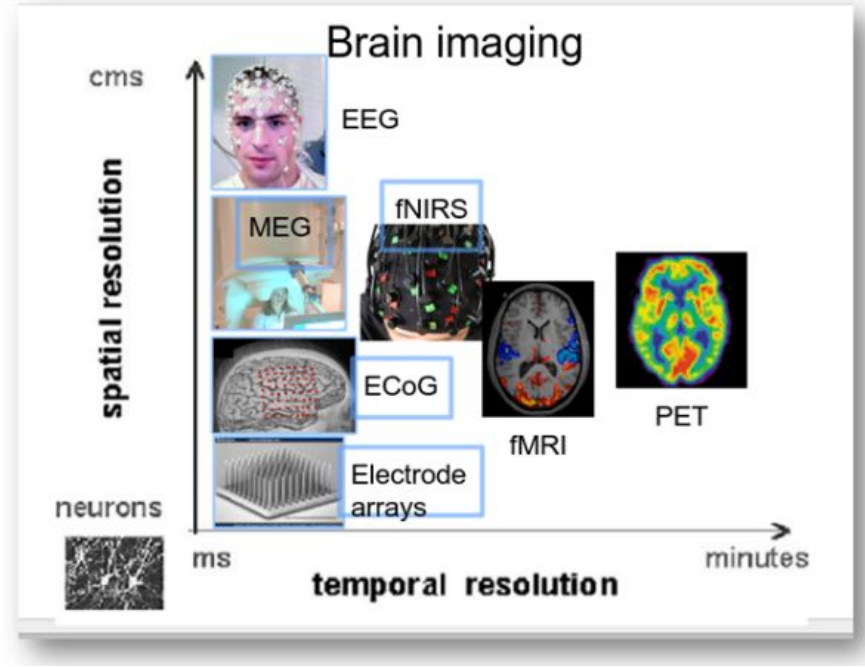 Brain imaging
cms
EEG
MEG
fNIRS
spatial resolution
ECoG
PET
fMRI
Electrode
arrays
neurons
ms
minutes
temporal resolution